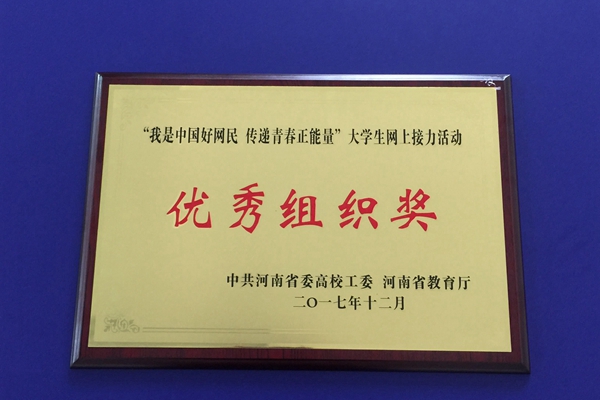 “我是中国好网民 传递青春正能量”大学生网上接力活动
优秀组织奖
中共河南省委高校工委 河南省教育厅
二〇一七年十二月